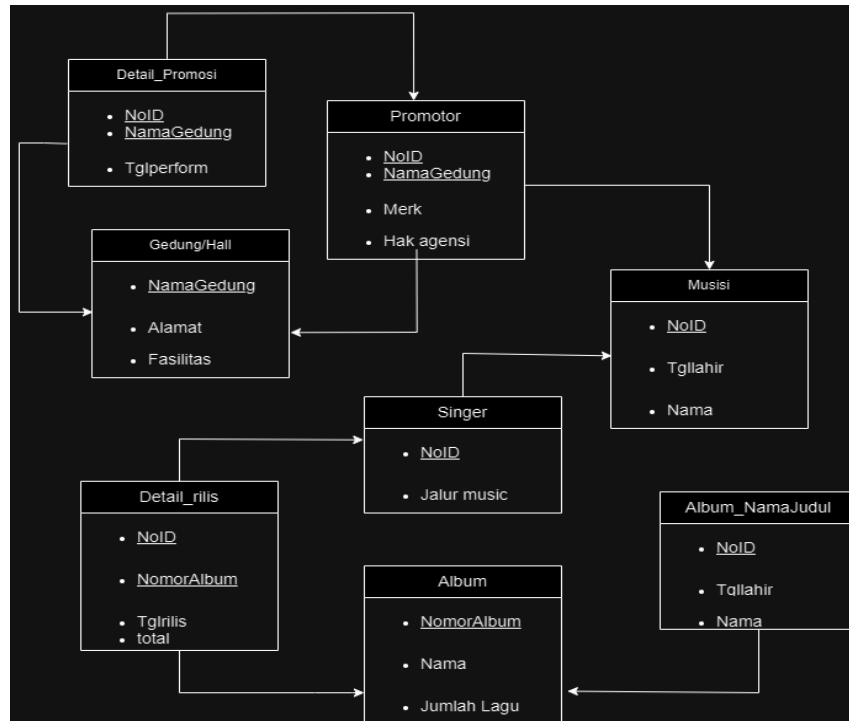 Detail_Promosi
NoID
NamaGedung
Tglperform
Promotor
NoID
NamaGedung
Merk
Hak agensi
Gedung/Hall
NamaGedung
Alamat
Fasilitas
Musisi
NoID
Tgllahir
Nama
Singer
NoID
Jalur music
Detail_rilis
NoID
NomorAlbum
Tglrilis
total
Album
NomorAlbum
Nama
Jumlah Lagu
Album_NamaJudul
NoID
Tgllahir
Nama